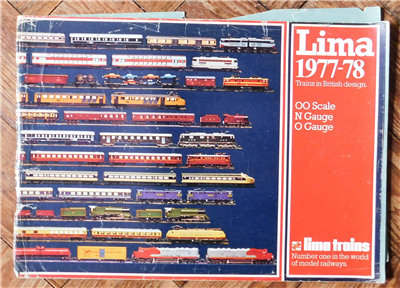 Lima
1977-78
Trains in British design.
OO Scale
N Gauge
O Gauge
lima trains
Number one in the world
of model railways.